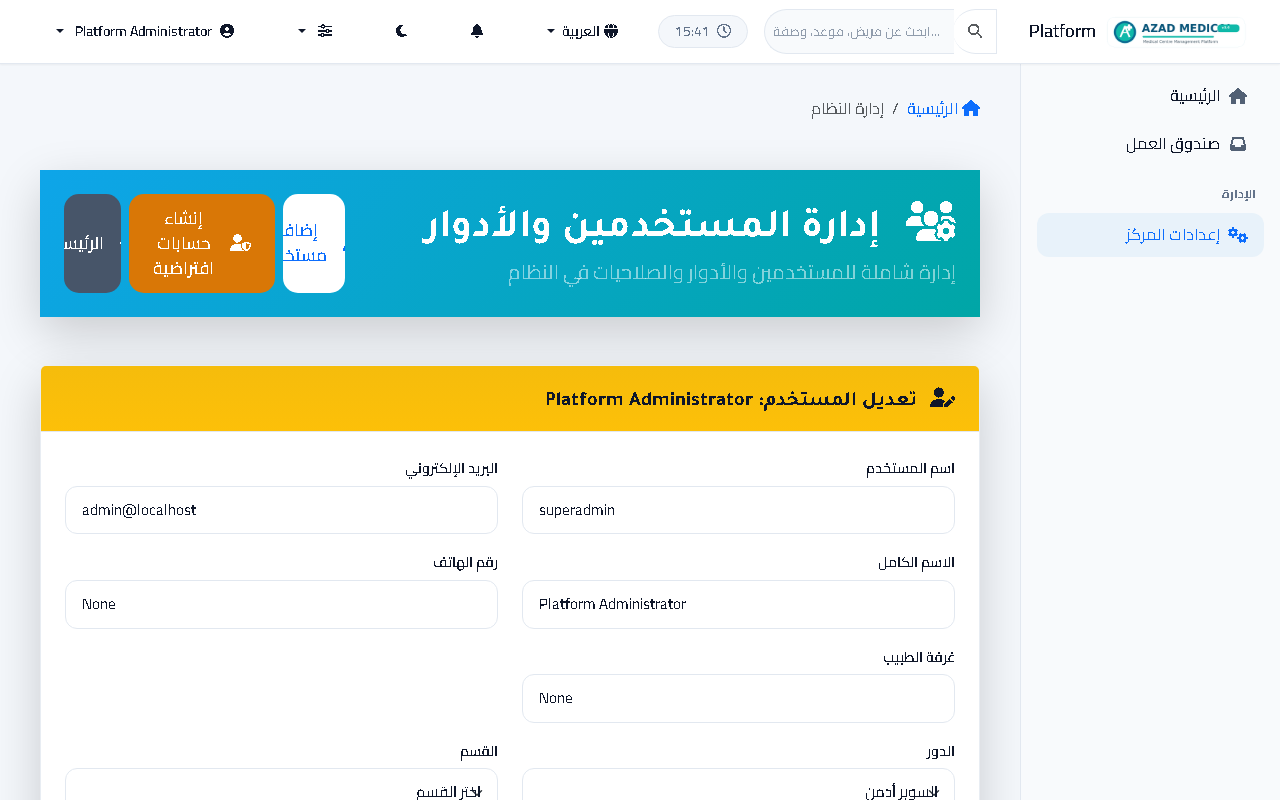 AZAD MEDIC
Medical Centre Management Platform
Platform
ابحث عن مريض، موعد، وصفة...
15:41
العربية
Platform Administrator
الرئيسية
صندوق العمل
الإدارة
إعدادات المركز
الرئيسية / إدارة النظام
إدارة المستخدمين والأدوار
إدارة شاملة للمستخدمين والأدوار والصلاحيات في النظام
إضاف
مستخ
إنشاء
حسابات
افتراضية
الرئيس
تعديل المستخدم: Platform Administrator
اسم المستخدم
superadmin
البريد الإلكتروني
admin@localhost
الاسم الكامل
Platform Administrator
رقم الهاتف
None
غرفة الطبيب
None
الدور
السوبر أدمن
القسم
اختر القسم